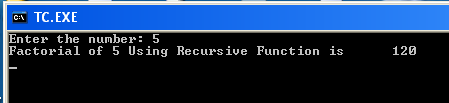 TC.EXE
Enter the number: 5
Factorial of 5 Using Recursive Function is      120